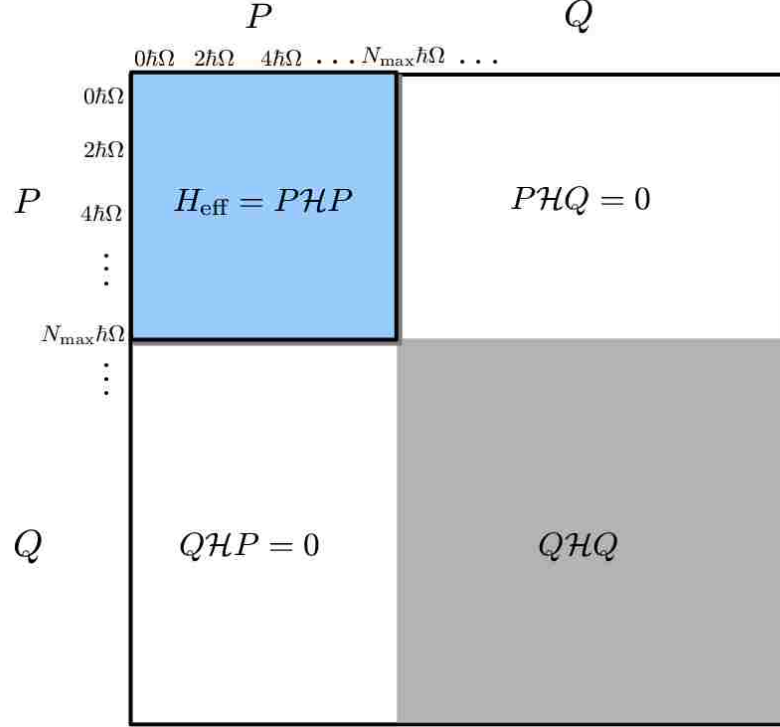 P Q
0ℏΩ 2ℏΩ 4ℏΩ ... N_maxℏΩ ...
0ℏΩ
2ℏΩ
P 4ℏΩ H_eff = PℋP PℋQ = 0
⋮
N_maxℏΩ
⋮
Q QℋP = 0 QℋQ